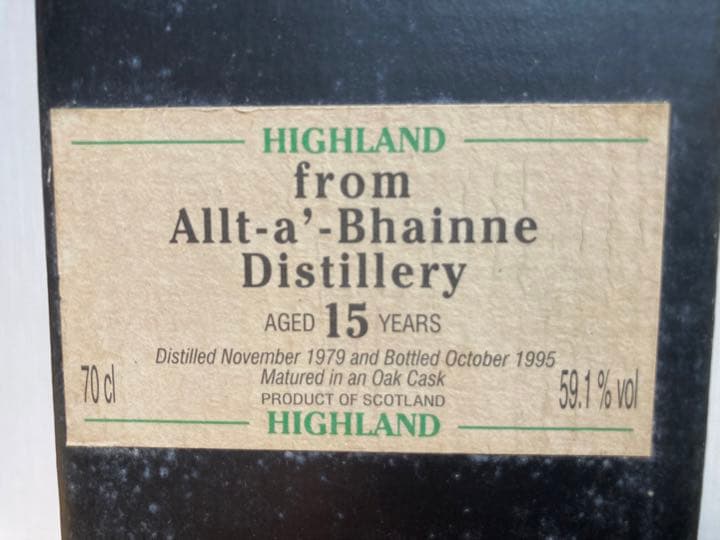 HIGHLAND
from
Allt-a'-Bhainne
Distillery
AGED 15 YEARS
Distilled November 1979 and Bottled October 1995
Matured in an Oak Cask
70 cl
59.1 % vol
PRODUCT OF SCOTLAND
HIGHLAND